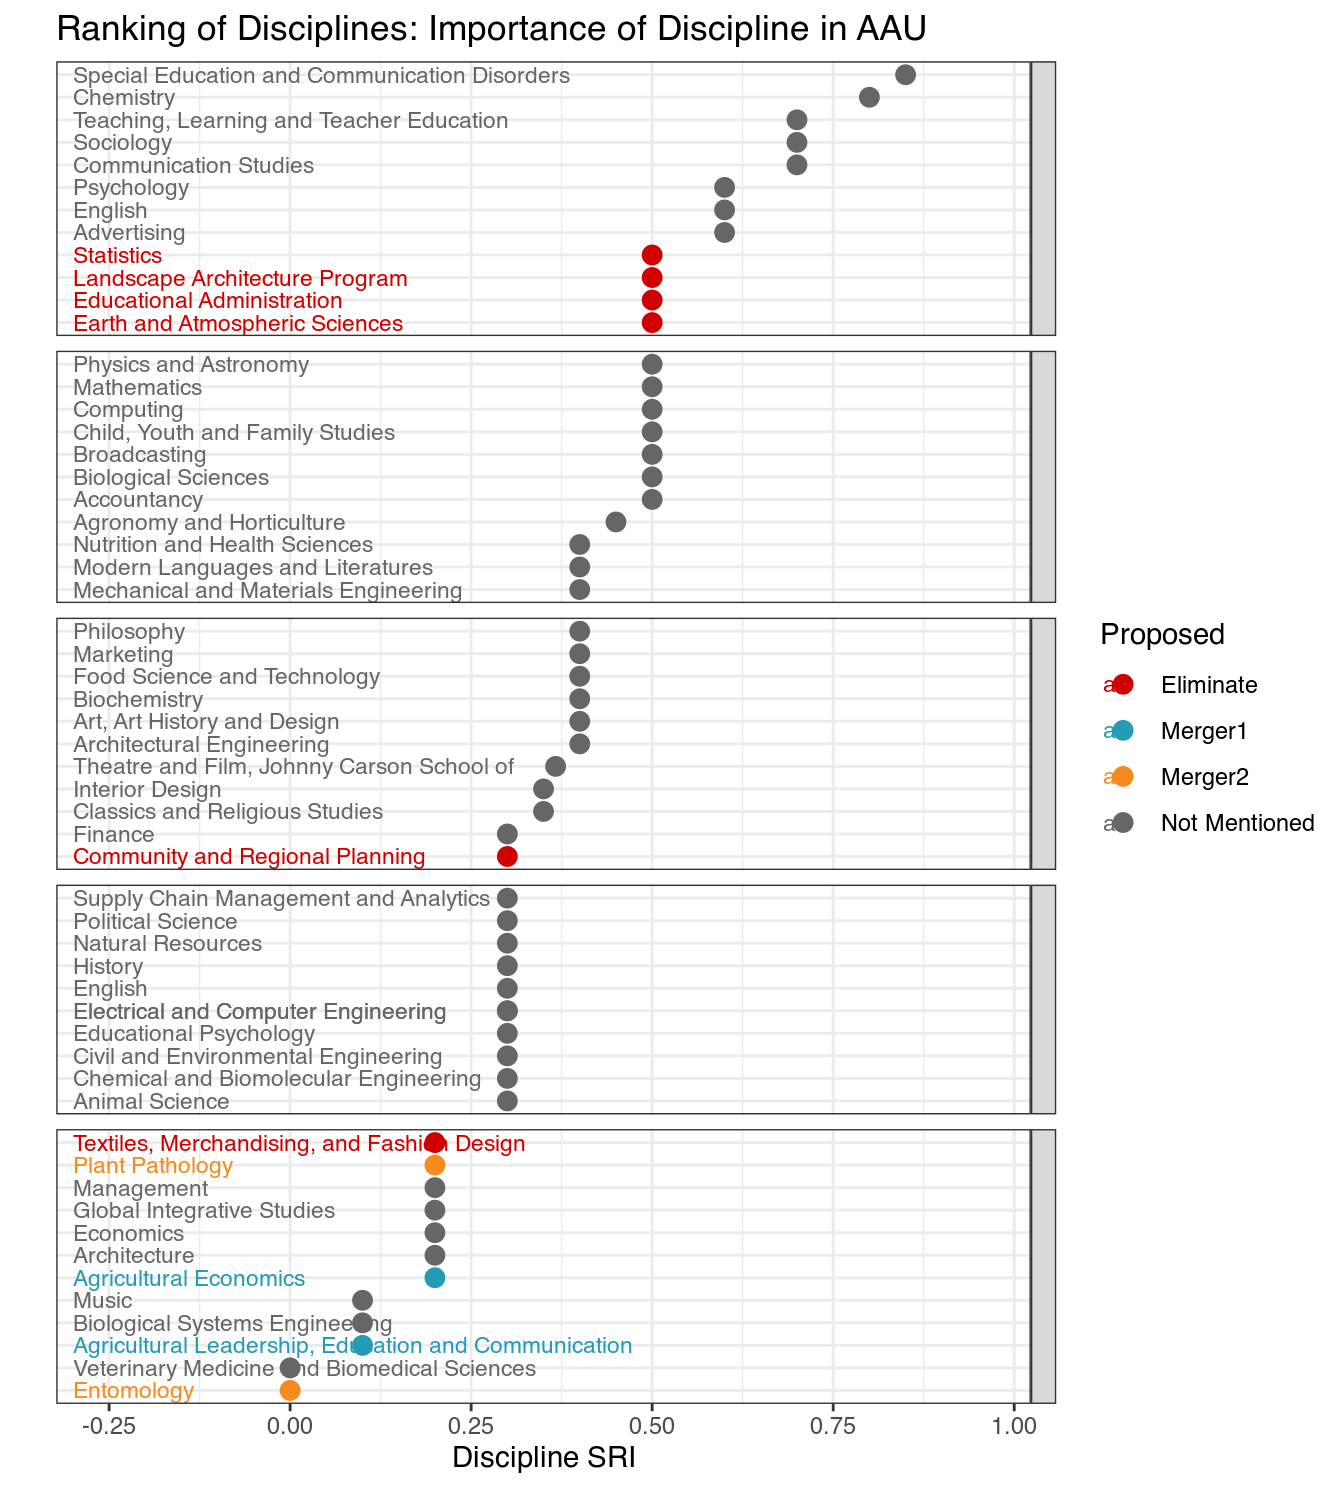 Ranking of Disciplines: Importance of Discipline in AAU
Special Education and Communication Disorders
Chemistry
Teaching, Learning and Teacher Education
Sociology
Communication Studies
Psychology
English
Advertising
Statistics
Landscape Architecture Program
Educational Administration
Earth and Atmospheric Sciences
Physics and Astronomy
Mathematics
Computing
Child, Youth and Family Studies
Broadcasting
Biological Sciences
Accountancy
Agronomy and Horticulture
Nutrition and Health Sciences
Modern Languages and Literatures
Mechanical and Materials Engineering
Philosophy
Marketing
Food Science and Technology
Biochemistry
Art, Art History and Design
Architectural Engineering
Theatre and Film, Johnny Carson School of
Interior Design
Classics and Religious Studies
Finance
Community and Regional Planning
Supply Chain Management and Analytics
Political Science
Natural Resources
History
English
Electrical and Computer Engineering
Educational Psychology
Civil and Environmental Engineering
Chemical and Biomolecular Engineering
Animal Science
Textiles, Merchandising, and Fashion Design
Plant Pathology
Management
Global Integrative Studies
Economics
Architecture
Agricultural Economics
Music
Biological Systems Engineering
Agricultural Leadership, Education and Communication
Veterinary Medicine and Biomedical Sciences
Entomology
-0.25 0.00 0.25 0.50 0.75 1.00
Discipline SRI
Proposed
a Eliminate
a Merger1
a Merger2
a Not Mentioned